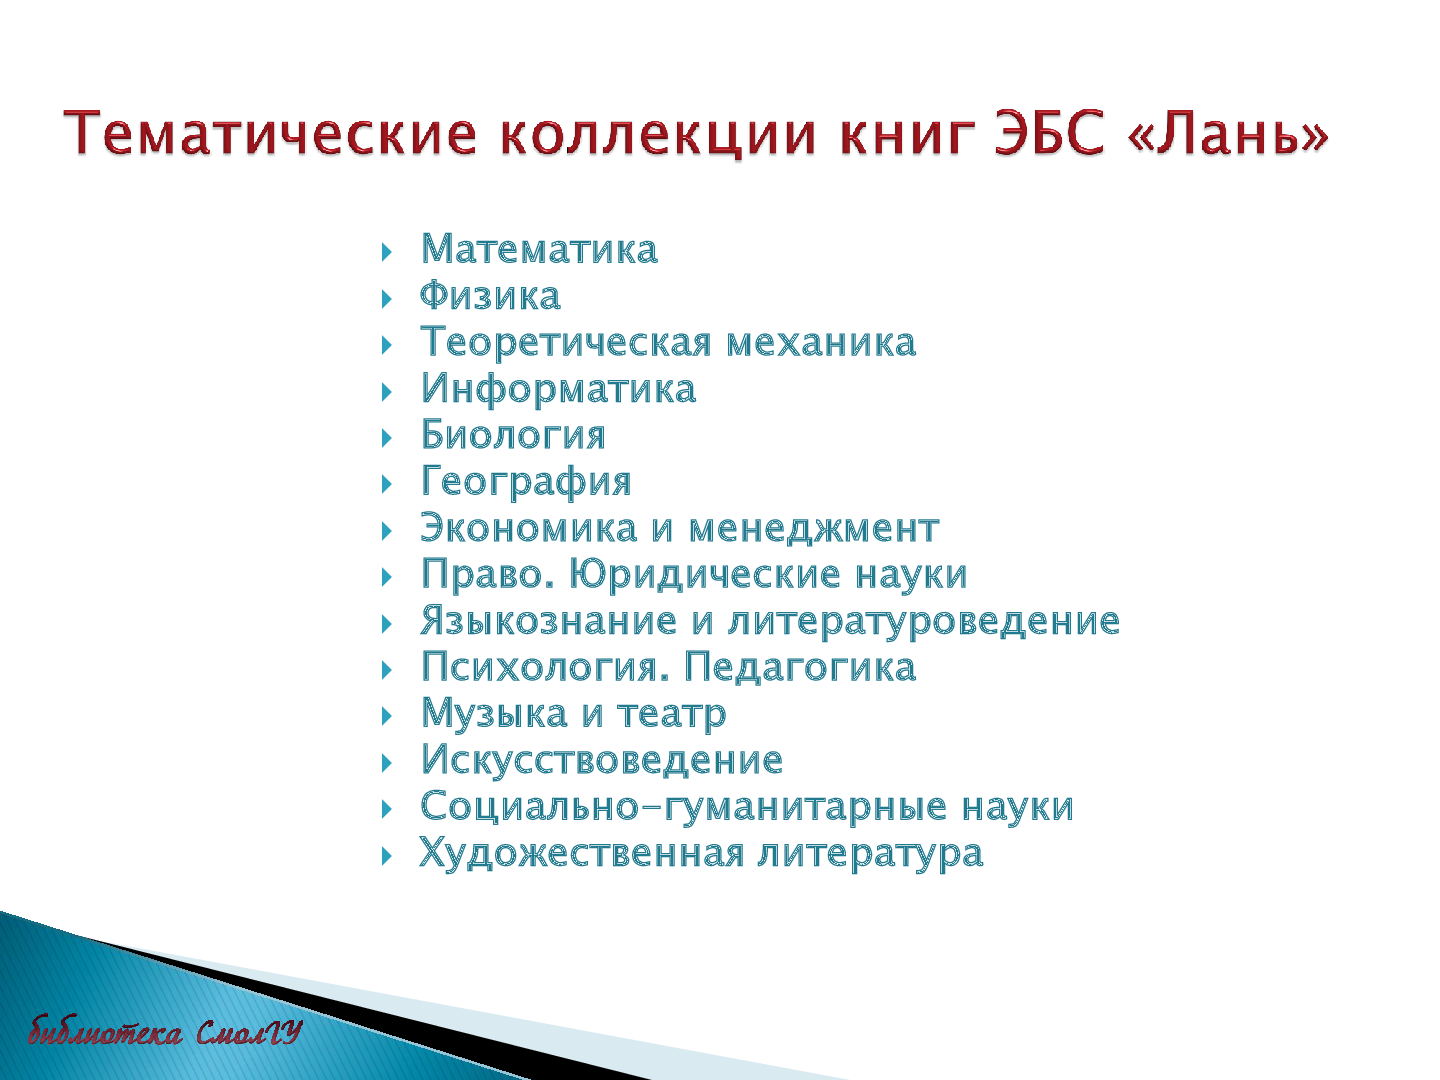 Тематические коллекции книг ЭБС «Лань»
Математика
Физика
Теоретическая механика
Информатика
Биология
География
Экономика и менеджмент
Право. Юридические науки
Языкознание и литературоведение
Психология. Педагогика
Музыка и театр
Искусствоведение
Социально-гуманитарные науки
Художественная литература
библиотека СмолГУ